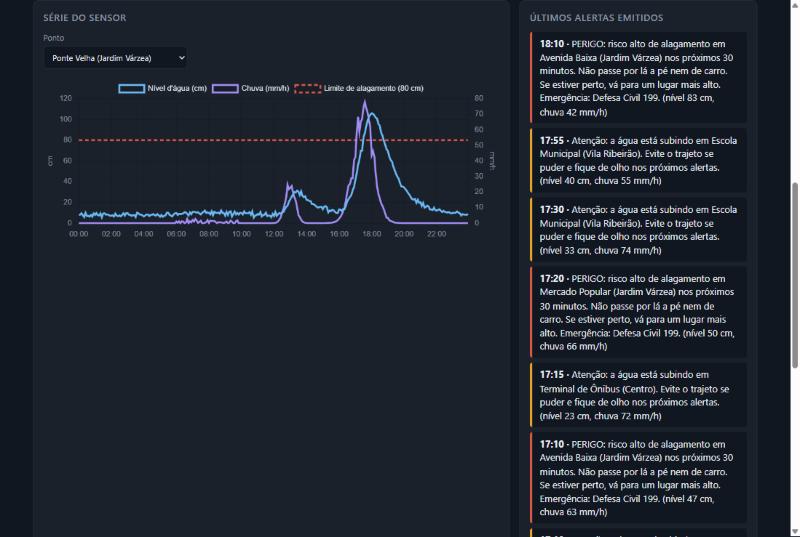 SÉRIE DO SENSOR
Ponto
Ponte Velha (Jardim Várzea)
Nível d'água (cm)
Chuva (mm/h)
Limite de alagamento (80 cm)
120
100
80
60
40
20
0
cm
80
70
60
50
40
30
20
10
0
mm/h
00:00
02:00
04:00
06:00
08:00
10:00
12:00
14:00
16:00
18:00
20:00
22:00
ÚLTIMOS ALERTAS EMITIDOS
18:10 · PERIGO: risco alto de alagamento em
Avenida Baixa (Jardim Várzea) nos próximos 30
minutos. Não passe por lá a pé nem de carro.
Se estiver perto, vá para um lugar mais alto.
Emergência: Defesa Civil 199. (nível 83 cm,
chuva 42 mm/h)
17:55 · Atenção: a água está subindo em Escola
Municipal (Vila Ribeirão). Evite o trajeto se
puder e fique de olho nos próximos alertas.
(nível 40 cm, chuva 55 mm/h)
17:30 · Atenção: a água está subindo em Escola
Municipal (Vila Ribeirão). Evite o trajeto se
puder e fique de olho nos próximos alertas.
(nível 33 cm, chuva 74 mm/h)
17:20 · PERIGO: risco alto de alagamento em
Mercado Popular (Jardim Várzea) nos próximos
30 minutos. Não passe por lá a pé nem de
carro. Se estiver perto, vá para um lugar mais
alto. Emergência: Defesa Civil 199. (nível 50 cm,
chuva 66 mm/h)
17:15 · Atenção: a água está subindo em
Terminal de Ônibus (Centro). Evite o trajeto se
puder e fique de olho nos próximos alertas.
(nível 23 cm, chuva 72 mm/h)
17:10 · PERIGO: risco alto de alagamento em
Avenida Baixa (Jardim Várzea) nos próximos 30
minutos. Não passe por lá a pé nem de carro.
Se estiver perto, vá para um lugar mais alto.
Emergência: Defesa Civil 199. (nível 47 cm,
chuva 63 mm/h)